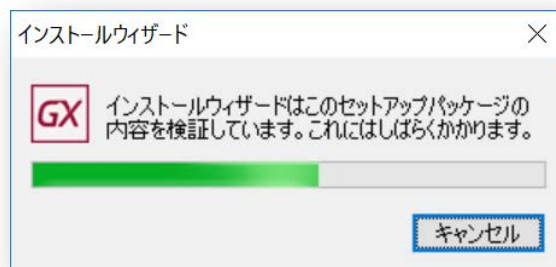 インストールウィザード
GX
インストールウィザードはこのセットアップパッケージの
内容を検証しています。これにはしばらくかかります。
キャンセル